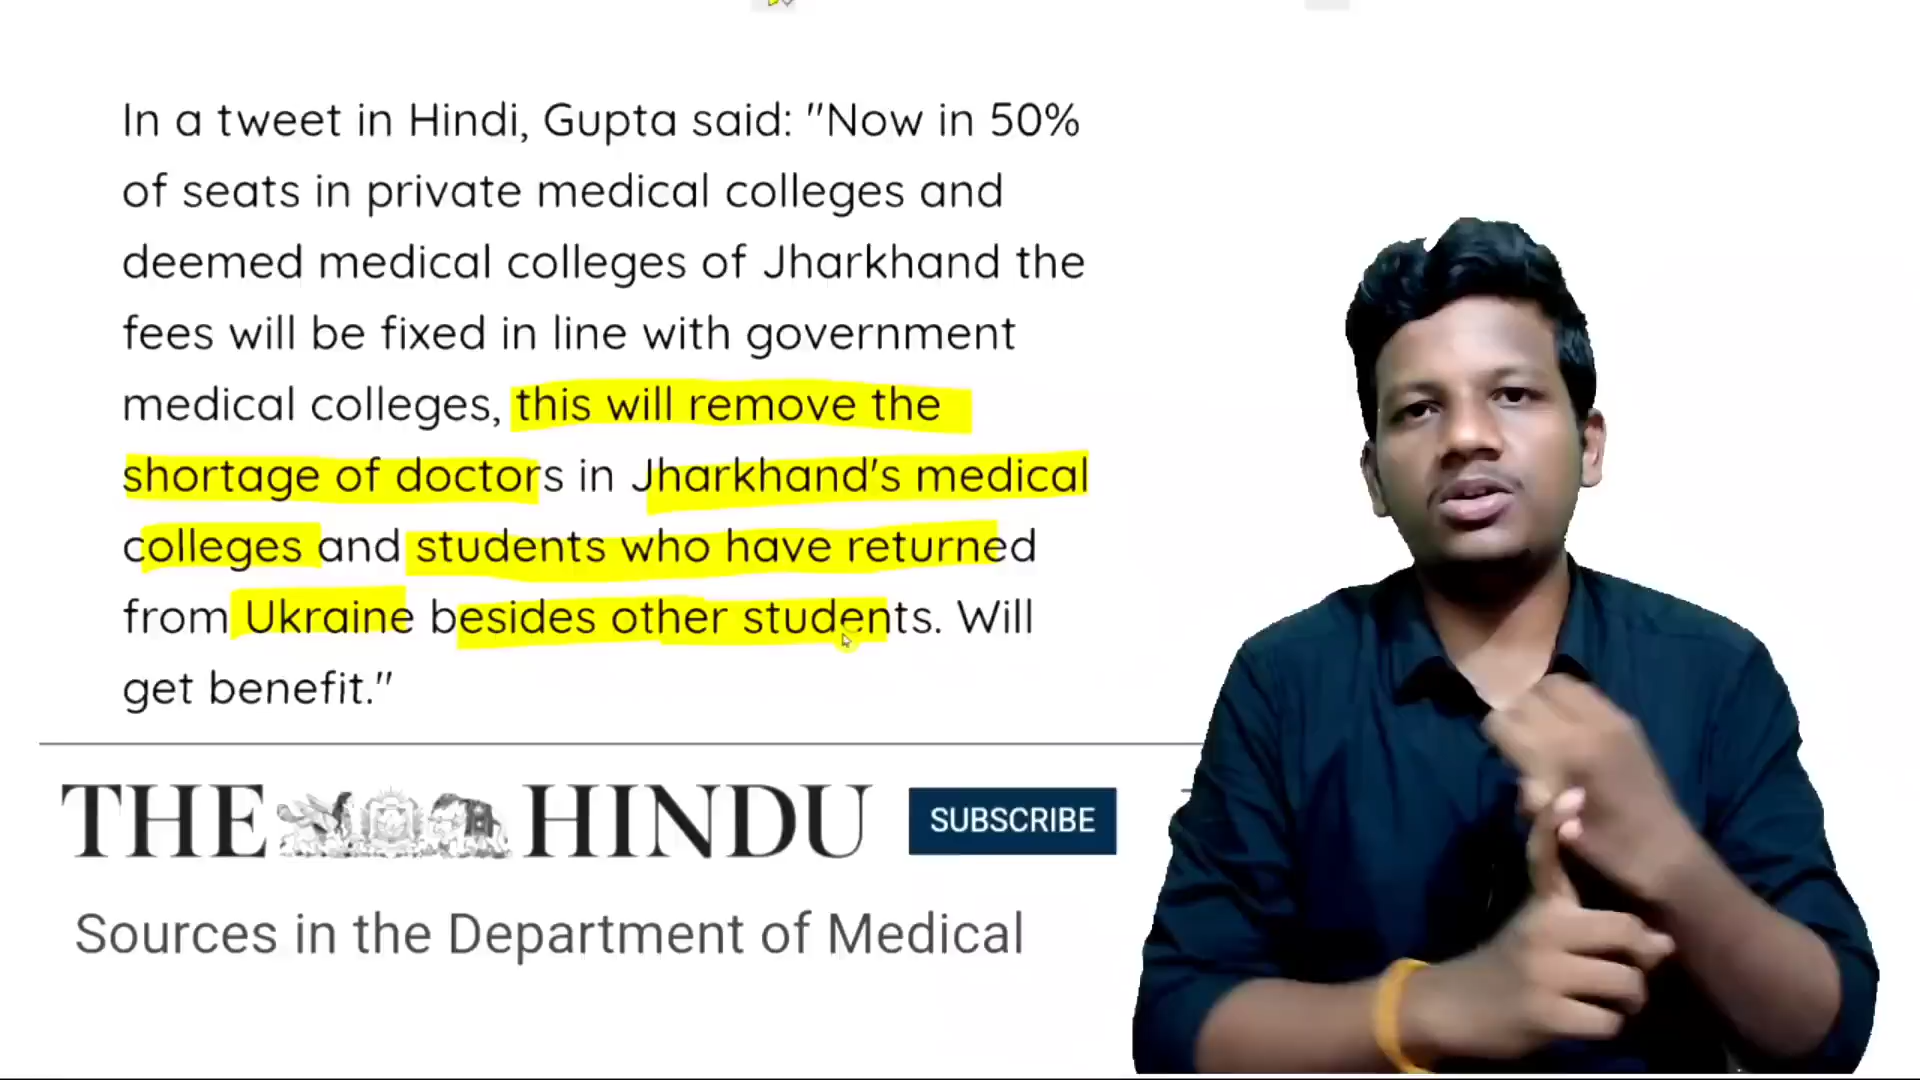 In a tweet in Hindi, Gupta said: "Now in 50%
of seats in private medical colleges and
deemed medical colleges of Jharkhand the
fees will be fixed in line with government
medical colleges, this will remove the
shortage of doctors in Jharkhand's medical
colleges and students who have returned
from Ukraine besides other students. Will
get benefit."
THE HINDU SUBSCRIBE
Sources in the Department of Medical